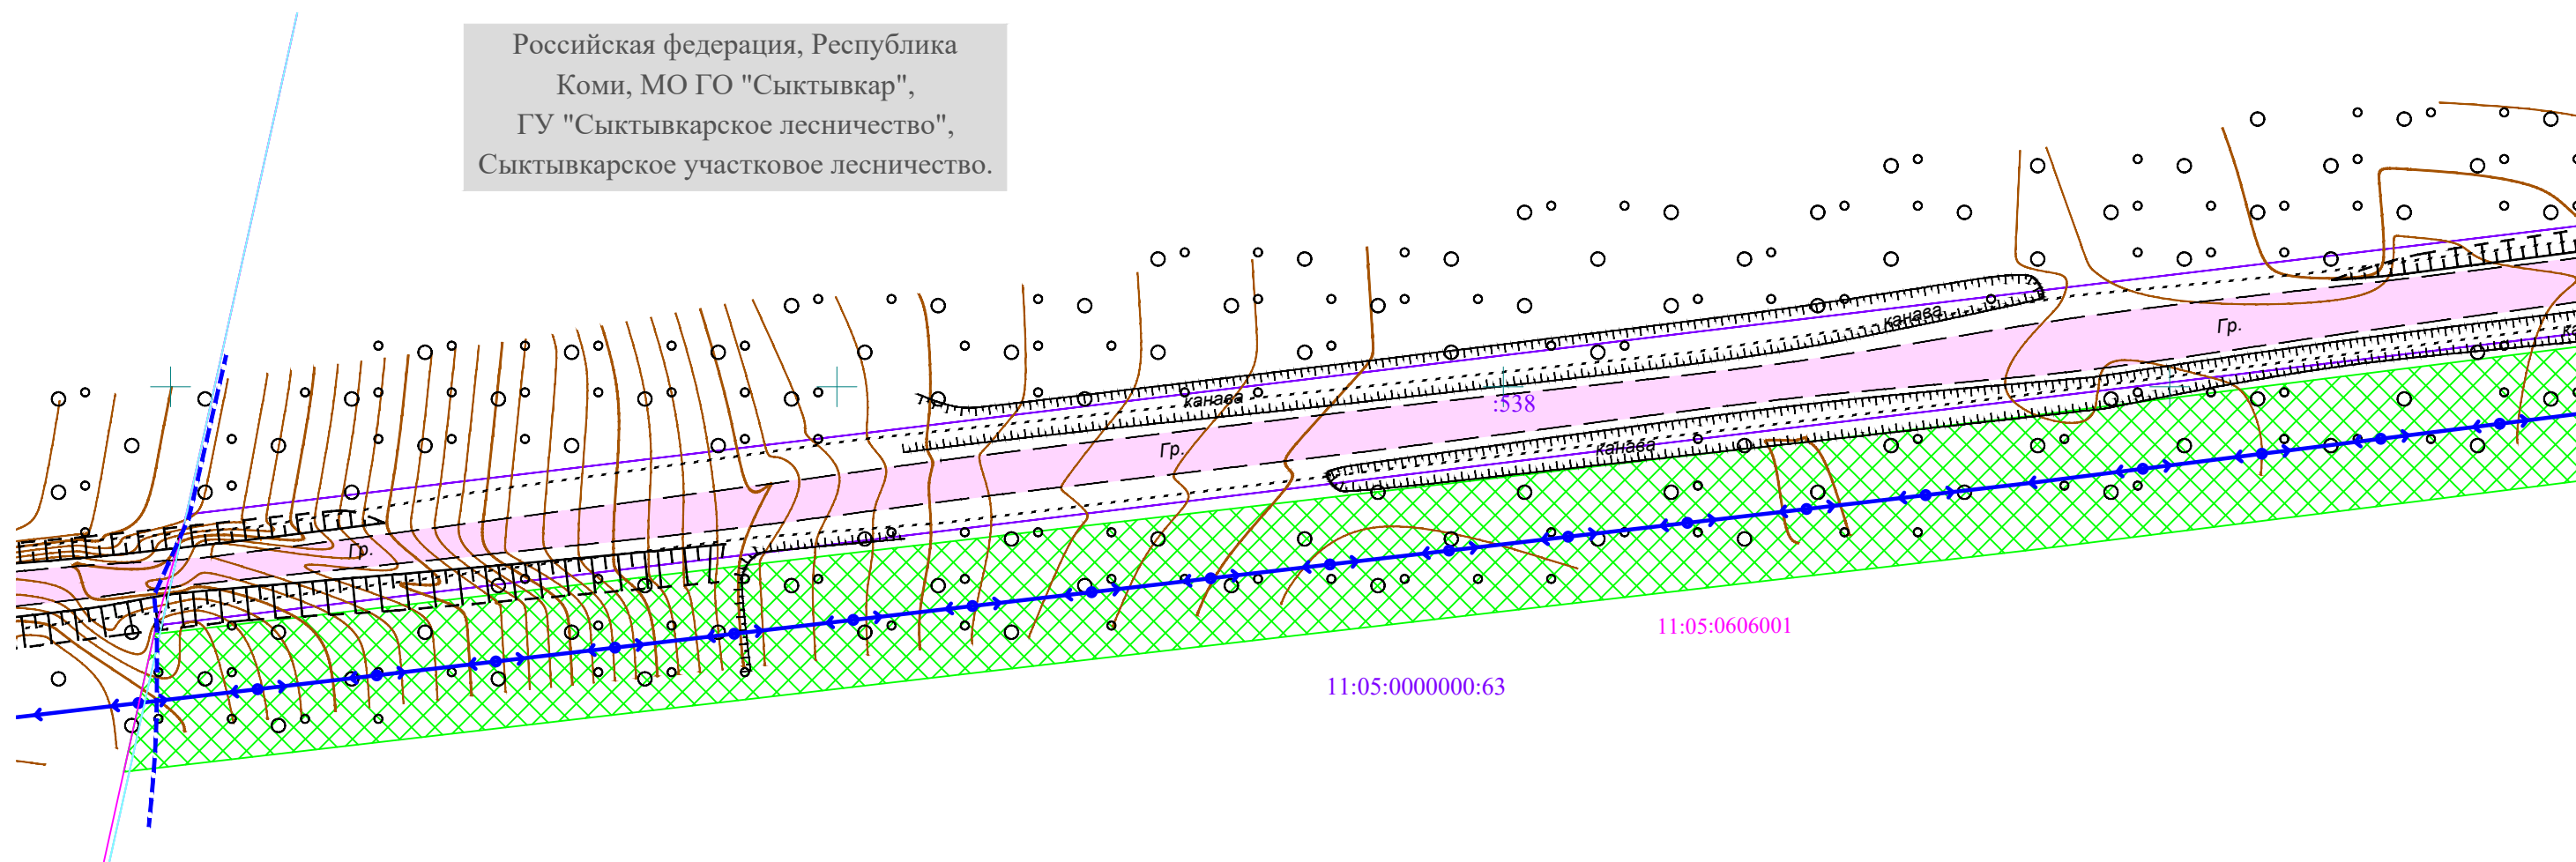 Российская федерация, Республика
Коми, МО ГО "Сыктывкар",
ГУ "Сыктывкарское лесничество",
Сыктывкарское участковое лесничество.
канава
Гр.
канава
:538
Гр.
канава
Гр.
11:05:0606001
11:05:0000000:63